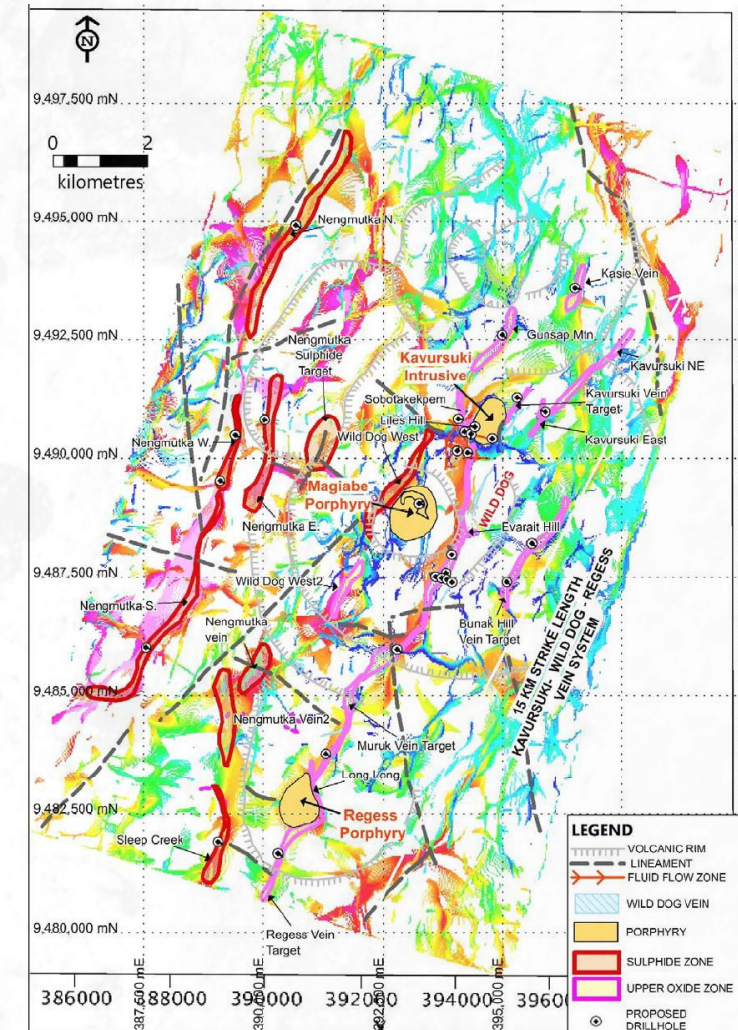 N
9.497.500 mN
0 2
kilometres
9.495.000 mN
Nengmutka N.
Kasie Vein
9.492.500 mN
Gunsap Mtn
Nengmutka
Sulphide
Target
Kavursuki
Intrusive
Kavursuki NE
Sobotakekpem
Kavursuki Vein
Target
Liles Hill
Wild Dog West
Kavursuki East
Nengmutka W.
9.490.000 mN
Magiabe
Porphyry
WILD DOG
Nengmutka E.
Evarait Hill
9.487.500 mN
Wild Dog West2
Nengmutka S.
Nengmutka
vein
Bunak Hill
Vein Target
15 KM STRIKE LENGTH
KAVURSUKI- WILD DOG - REGESS
VEIN SYSTEM
9.485.000 mN
Nengmutka Vein2
Muruk Vein Target
Long Long
9.482.500 mN
Regess
Porphyry
Sleep Creek
9.480.000 mN
Regess Vein
Target
LEGEND
VOLCANIC RIM
LINEAMENT
FLUID FLOW ZONE
WILD DOG VEIN
PORPHYRY
SULPHIDE ZONE
UPPER OXIDE ZONE
PROPOSED
DRILLHOLE
386000 388000 390000 392000 394000 396000
387.500 mE 390.000 mE 392.500 mE 395.000 mE